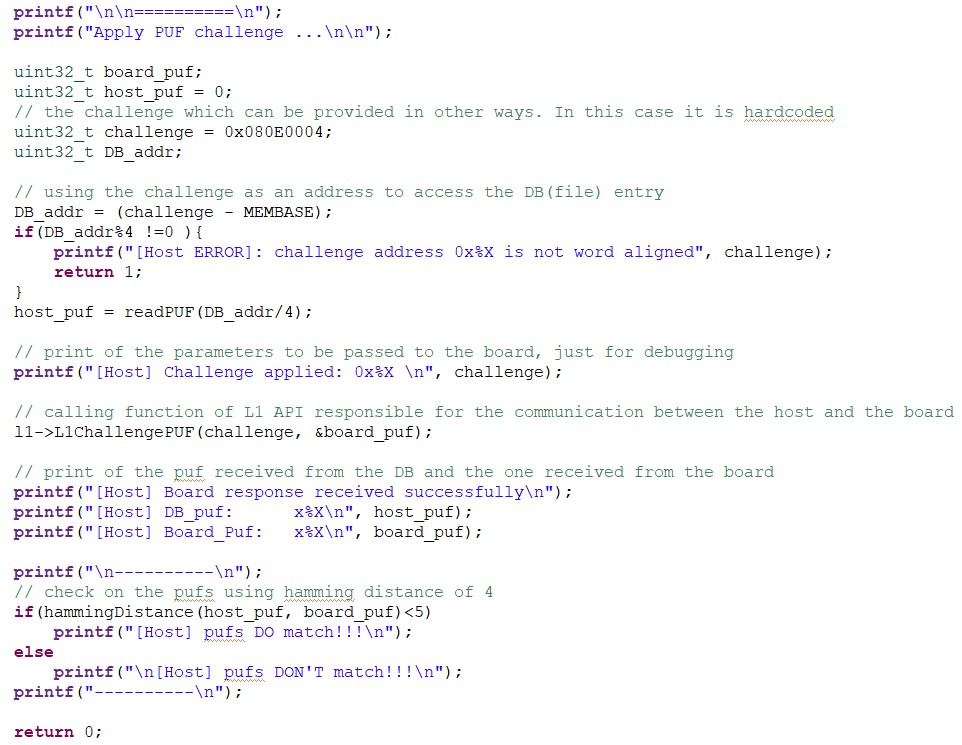 printf("\n\n==========\n");
printf("Apply PUF challenge ...\n\n");
uint32_t board_puf;
uint32_t host_puf = 0;
// the challenge which can be provided in other ways. In this case it is hardcoded
uint32_t challenge = 0x080E0004;
uint32_t DB_addr;
// using the challenge as an address to access the DB(file) entry
DB_addr = (challenge - MEMBASE);
if(DB_addr%4 !=0 ){
    printf("[Host ERROR]: challenge address 0x%X is not word aligned", challenge);
    return 1;
}
host_puf = readPUF(DB_addr/4);
// print of the parameters to be passed to the board, just for debugging
printf("[Host] Challenge applied: 0x%X \n", challenge);
// calling function of L1 API responsible for the communication between the host and the board
l1->L1ChallengePUF(challenge, &board_puf);
// print of the puf received from the DB and the one received from the board
printf("[Host] Board response received successfully\n");
printf("[Host] DB_puf:      x%X\n", host_puf);
printf("[Host] Board_Puf:   x%X\n", board_puf);
printf("\n----------\n");
// check on the pufs using hamming distance of 4
if(hammingDistance(host_puf, board_puf)<5)
    printf("[Host] pufs DO match!!!\n");
else
    printf("\n[Host] pufs DON'T match!!!\n");
printf("----------\n");
return 0;